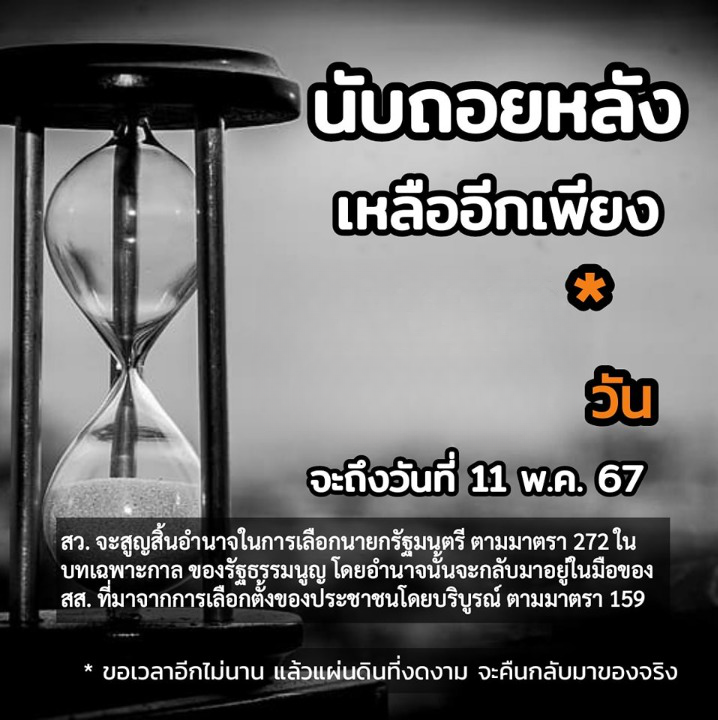 นับถอยหลัง
เหลืออีกเพียง
*
วัน
จะถึงวันที่ 11 พ.ค. 67
สว. จะสูญสิ้นอำนาจในการเลือกนายกรัฐมนตรี ตามมาตรา 272 ใน
บทเฉพาะกาล ของรัฐธรรมนูญ โดยอำนาจนั้นจะกลับมาอยู่ในมือของ
สส. ที่มาจากการเลือกตั้งของประชาชนโดยบริบูรณ์ ตามมาตรา 159
* ขอเวลาอีกไม่นาน แล้วแผ่นดินที่งดงาม จะคืนกลับมาของจริง